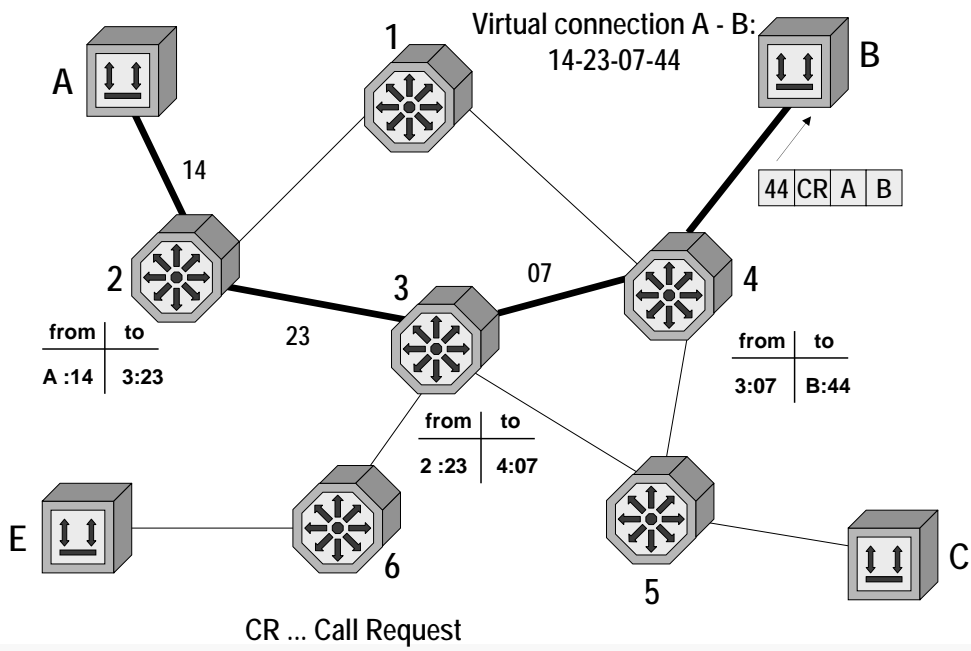 Virtual connection A - B:
14-23-07-44
A
1
B
14
44 CR A B
2
3
07
4
23
from to
A :14 3:23
from to
3:07 B:44
from to
2 :23 4:07
E
6
5
C
CR ... Call Request